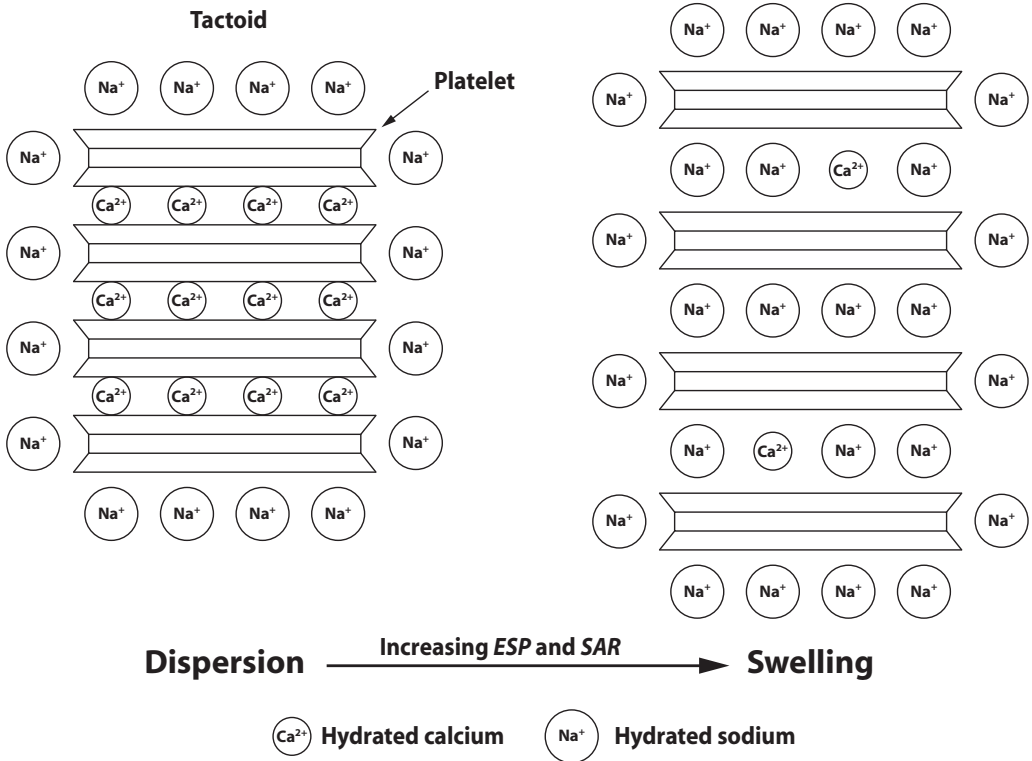 Tactoid
Platelet
Na⁺ Na⁺ Na⁺ Na⁺
Na⁺ Na⁺
Ca²⁺ Ca²⁺ Ca²⁺ Ca²⁺
Na⁺ Na⁺
Ca²⁺ Ca²⁺ Ca²⁺ Ca²⁺
Na⁺ Na⁺
Ca²⁺ Ca²⁺ Ca²⁺ Ca²⁺
Na⁺ Na⁺
Na⁺ Na⁺ Na⁺ Na⁺
Na⁺ Na⁺ Na⁺ Na⁺
Na⁺ Na⁺
Na⁺ Na⁺ Ca²⁺ Na⁺
Na⁺ Na⁺
Na⁺ Na⁺ Na⁺ Na⁺
Na⁺ Na⁺
Na⁺ Ca²⁺ Na⁺ Na⁺
Na⁺ Na⁺
Na⁺ Na⁺ Na⁺ Na⁺
Increasing ESP and SAR
Dispersion Swelling
Ca²⁺ Hydrated calcium Na⁺ Hydrated sodium